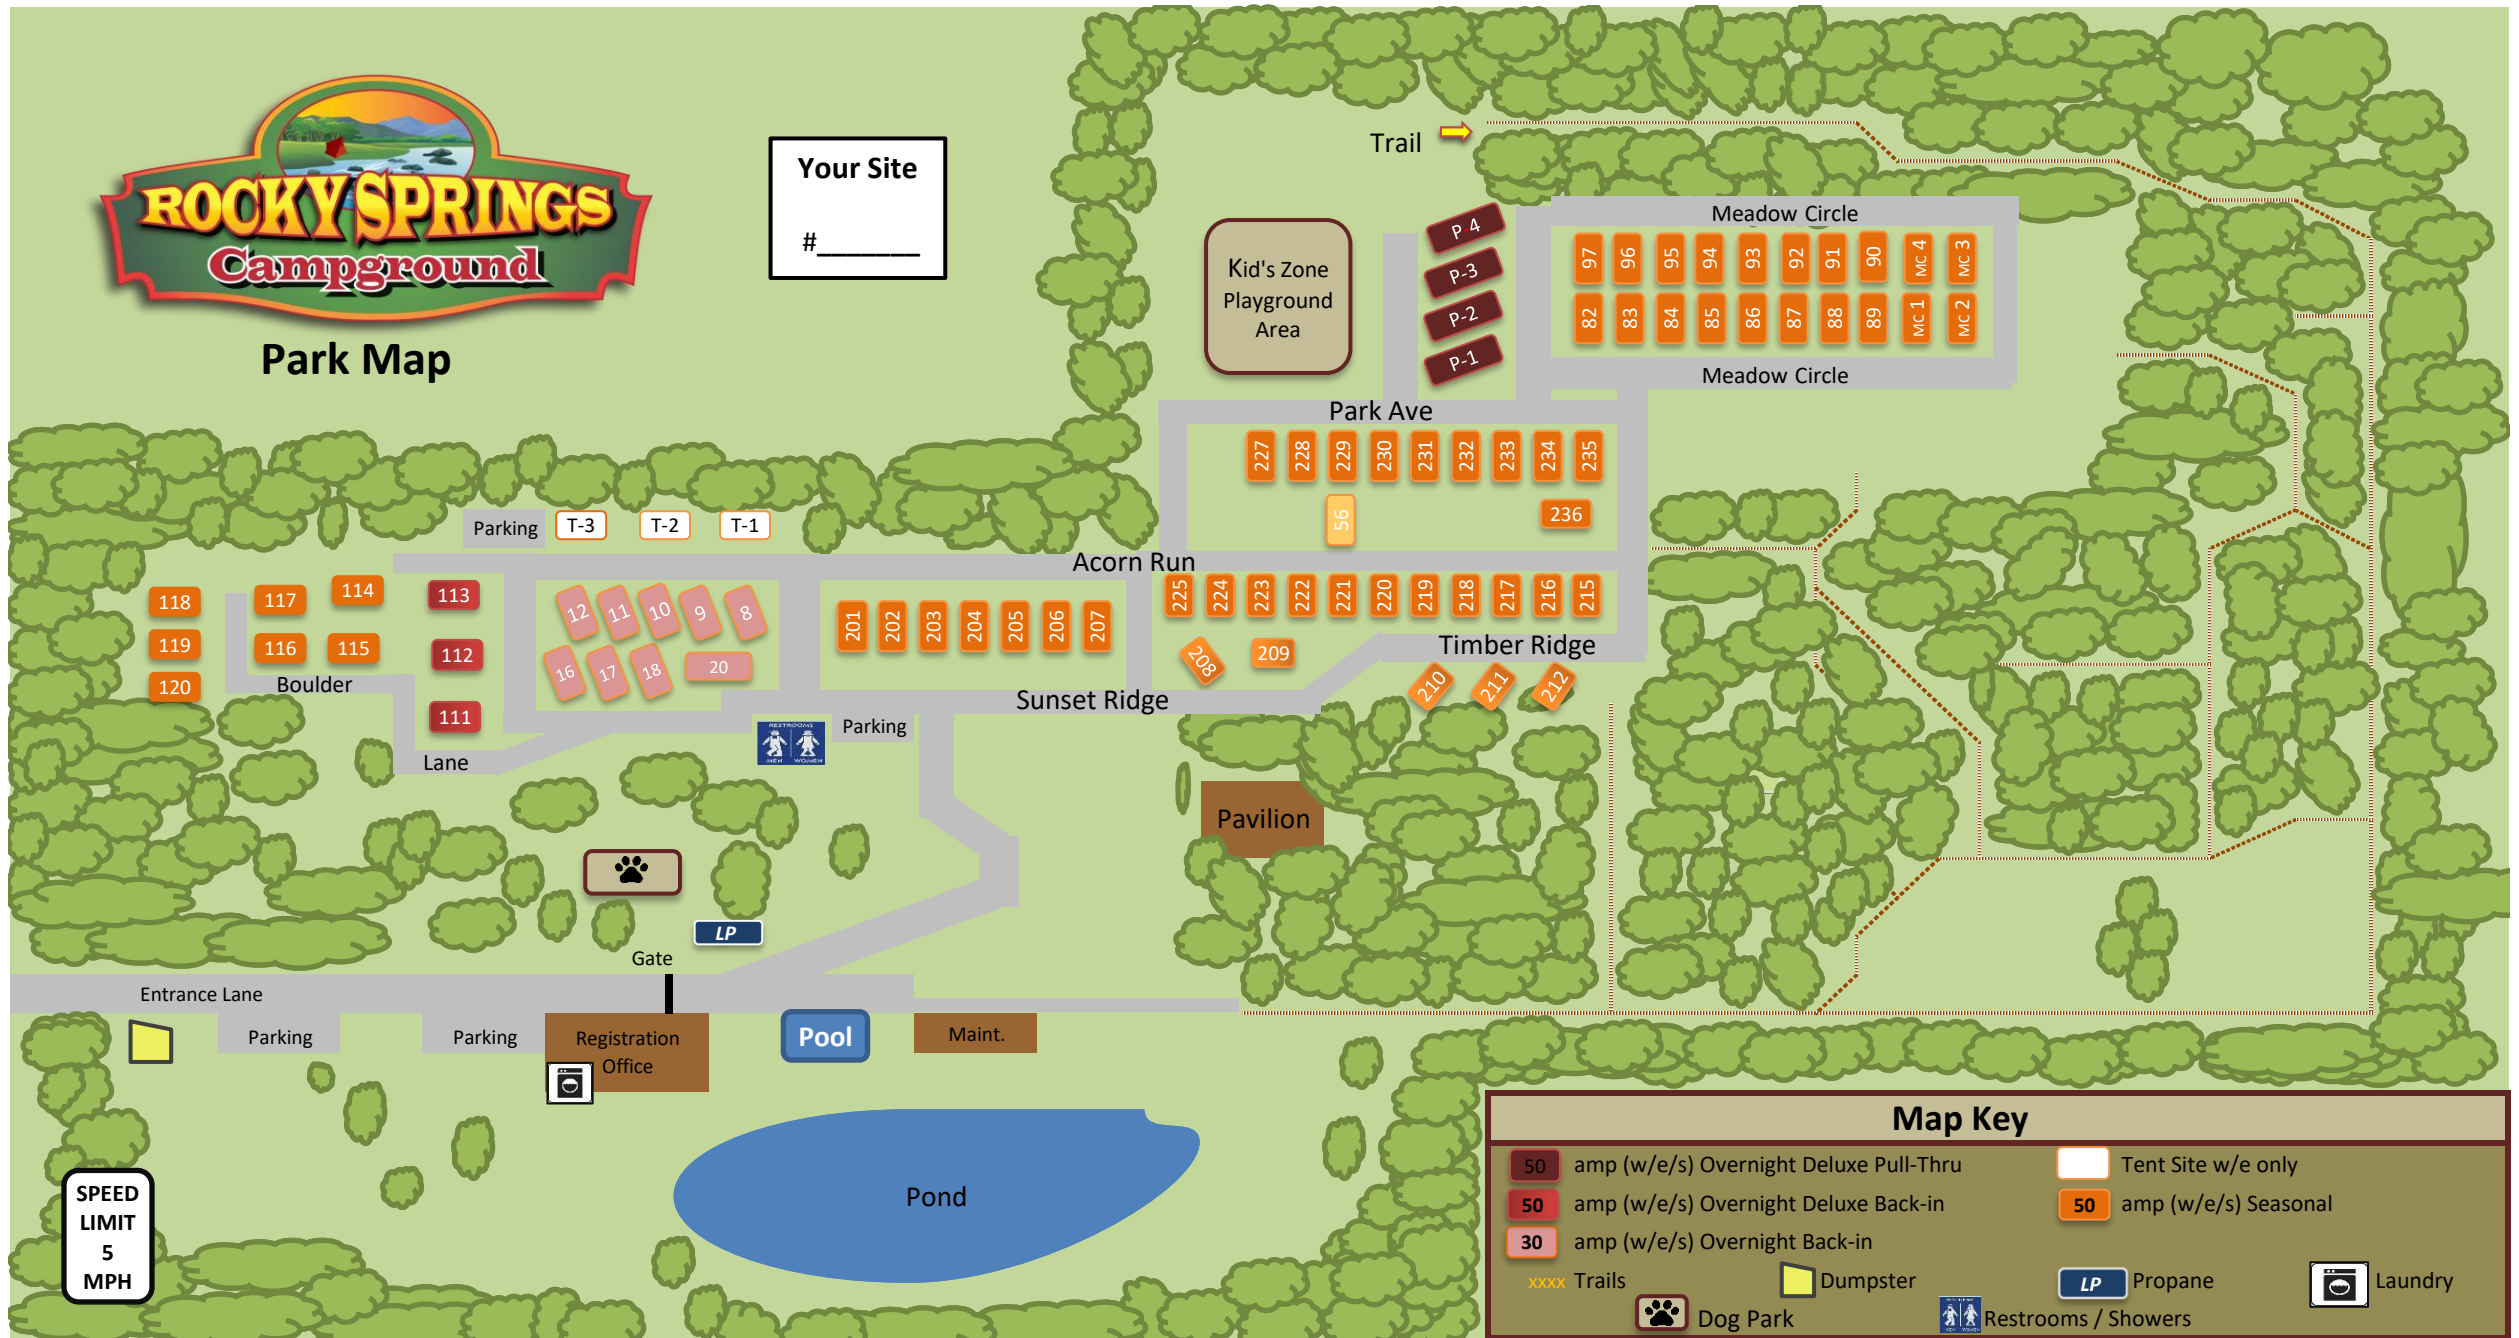 ROCKY SPRINGS
Campground
Park Map
Your Site
#_______
Trail
Kid's Zone
Playground
Area
P-4
P-3
P-2
P-1
Meadow Circle
97 96 95 94 93 92 91 90 MC 4 MC 3
82 83 84 85 86 87 88 89 MC 1 MC 2
Meadow Circle
Park Ave
227 228 229 230 231 232 233 234 235
56 236
Parking T-3 T-2 T-1
Acorn Run
225 224 223 222 221 220 219 218 217 216 215
118 117 114 113
119 116 115 112
120 111
Boulder
Lane
12 11 10 9 8
16 17 18 20
201 202 203 204 205 206 207
208 209
Timber Ridge
210 211 212
Sunset Ridge
RESTROOMS
MEN WOMEN
Parking
Pavilion
LP
Gate
Entrance Lane
Parking
Parking
Registration
Office
Pool
Maint.
Pond
SPEED
LIMIT
5
MPH
Map Key
50 amp (w/e/s) Overnight Deluxe Pull-Thru
Tent Site w/e only
50 amp (w/e/s) Overnight Deluxe Back-in
50 amp (w/e/s) Seasonal
30 amp (w/e/s) Overnight Back-in
xxxx Trails
Dumpster
LP Propane
Laundry
Dog Park
Restrooms / Showers